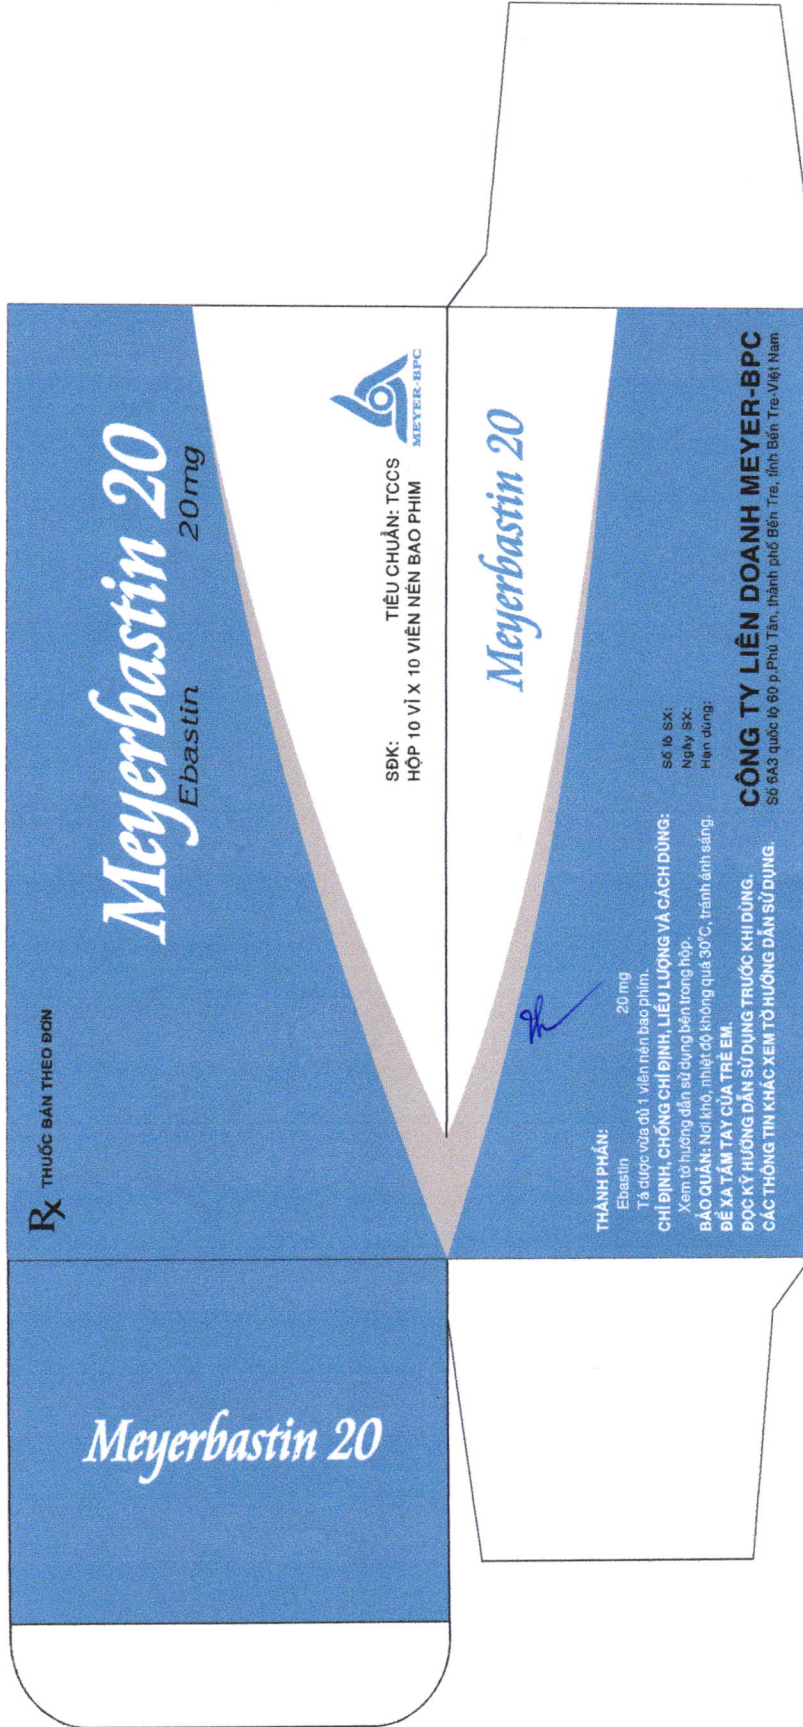 Rx THUỐC BÁN THEO ĐƠN
Meyerbastin 20
Ebastin 20mg
SĐK: TIÊU CHUẨN: TCCS
HỘP 10 VỈ X 10 VIÊN NÉN BAO PHIM
MEYER-BPC
Meyerbastin 20
Meyerbastin 20
THÀNH PHẦN:
Ebastin 20 mg
Tá dược vừa đủ 1 viên nén bao phim.
CHỈ ĐỊNH, CHỐNG CHỈ ĐỊNH, LIỀU LƯỢNG VÀ CÁCH DÙNG:
Xem tờ hướng dẫn sử dụng bên trong hộp.
BẢO QUẢN: Nơi khô, nhiệt độ không quá 30°C, tránh ánh sáng.
ĐỂ XA TẦM TAY CỦA TRẺ EM.
ĐỌC KỸ HƯỚNG DẪN SỬ DỤNG TRƯỚC KHI DÙNG.
CÁC THÔNG TIN KHÁC XEM TỜ HƯỚNG DẪN SỬ DỤNG.
Số lô SX:
Ngày SX:
Hạn dùng:
CÔNG TY LIÊN DOANH MEYER-BPC
Số 6A3 quốc lộ 60 p.Phú Tân, thành phố Bến Tre, tỉnh Bến Tre-Việt Nam